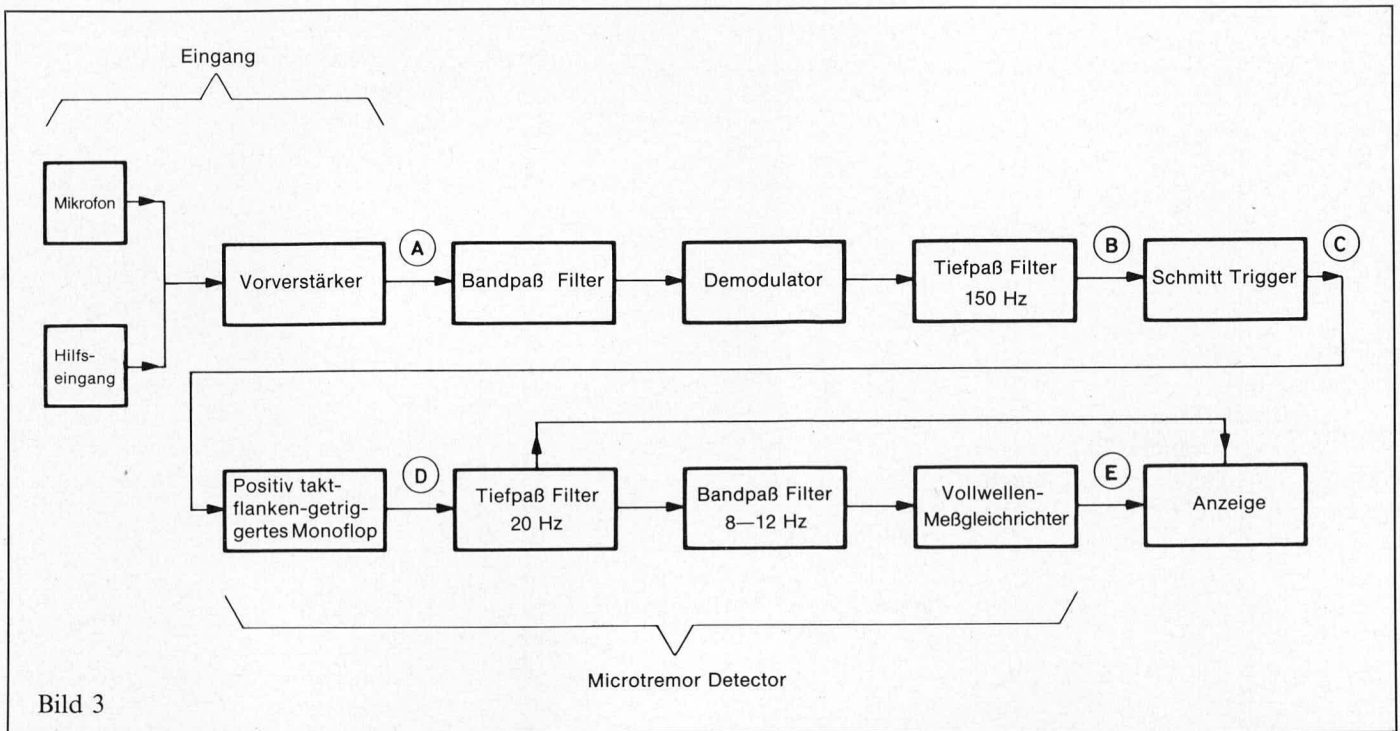 Eingang
Mikrofon
Hilfs-
eingang
Vorverstärker
A
Bandpaß Filter
Demodulator
Tiefpaß Filter
150 Hz
B
Schmitt Trigger
C
Positiv takt-
flanken-getrig-
gertes Monoflop
D
Tiefpaß Filter
20 Hz
Bandpaß Filter
8—12 Hz
Vollwellen-
Meßgleichrichter
E
Anzeige
Microtremor Detector
Bild 3